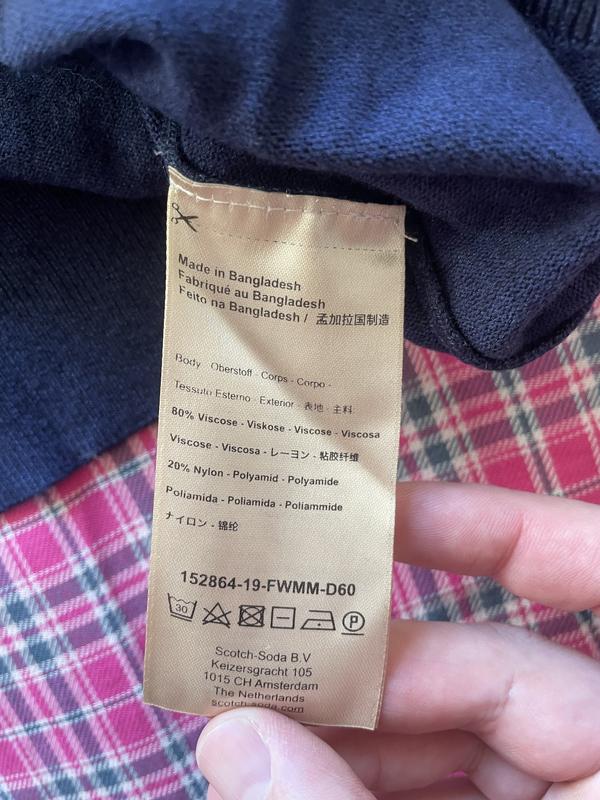 Made in Bangladesh
Fabriqué au Bangladesh
Feito na Bangladesh / 孟加拉国制造
Body - Oberstoff - Corps - Corpo -
Tessuto Esterno - Exterior - 表地 - 主料
80% Viscose - Viskose - Viscose - Viscosa
Viscose - Viscosa - レーヨン - 粘胶纤维
20% Nylon - Polyamid - Polyamide
Poliamida - Poliamida - Poliammide
ナイロン - 锦纶
152864-19-FWMM-D60
30 P
Scotch-Soda B.V
Keizersgracht 105
1015 CH Amsterdam
The Netherlands
scotch-soda.com